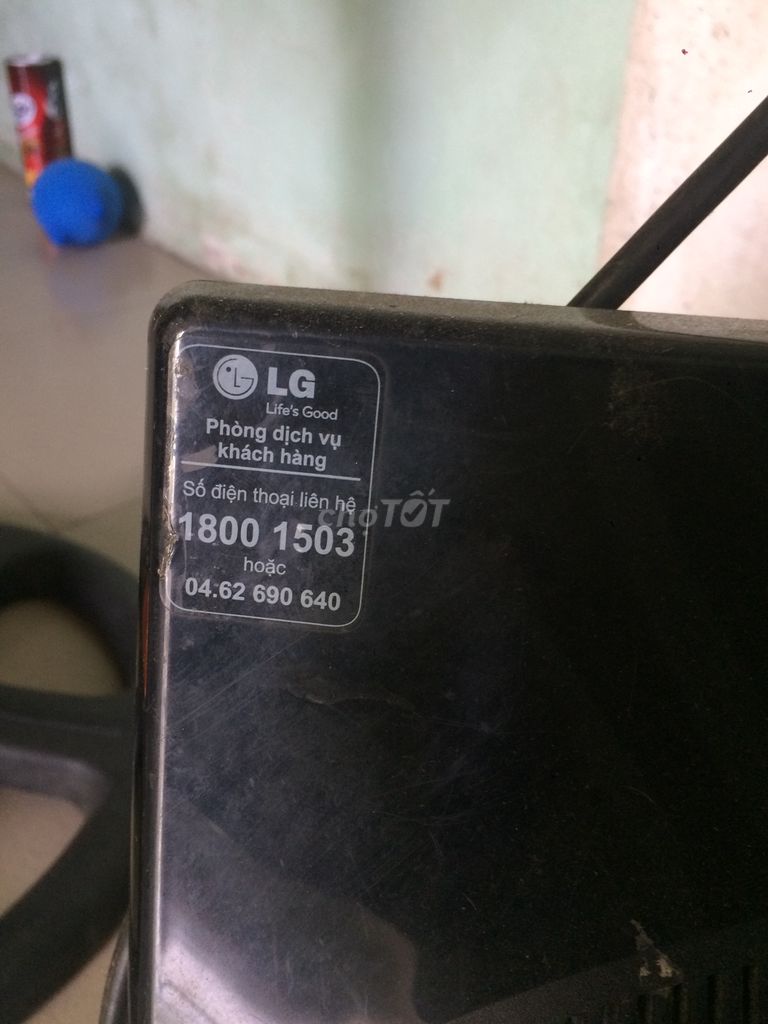 LG
Life's Good
Phòng dịch vụ
khách hàng
Số điện thoại liên hệ
1800 1503
hoặc
04.62 690 640
chợTỐT